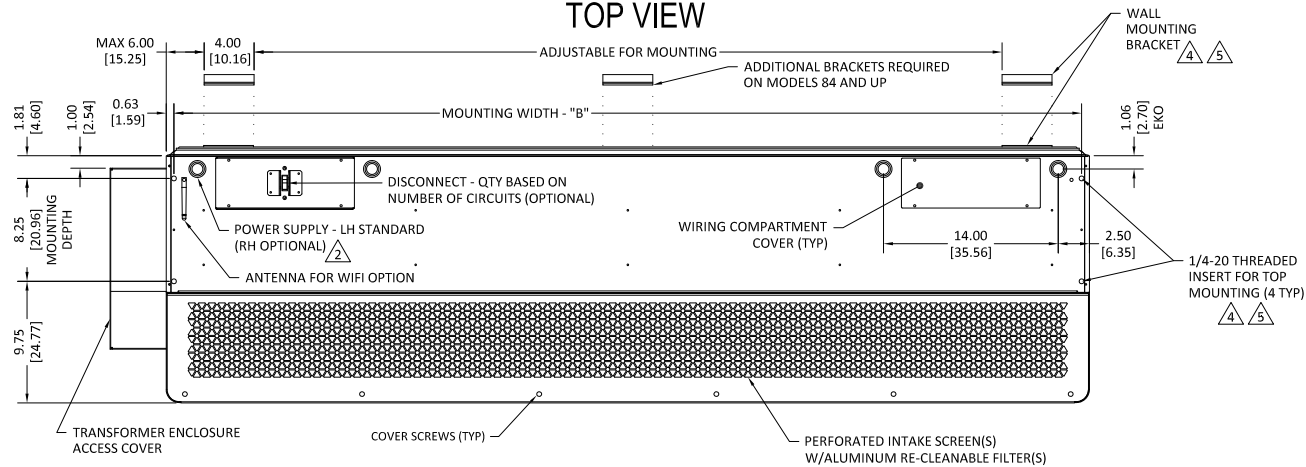 TOP VIEW
MAX 6.00
[15.25]
4.00
[10.16]
ADJUSTABLE FOR MOUNTING
WALL
MOUNTING
BRACKET
4
5
ADDITIONAL BRACKETS REQUIRED
ON MODELS 84 AND UP
1.81
[4.60]
1.00
[2.54]
0.63
[1.59]
MOUNTING WIDTH - "B"
1.06
[2.70]
EKO
DISCONNECT - QTY BASED ON
NUMBER OF CIRCUITS (OPTIONAL)
8.25
[20.96]
MOUNTING
DEPTH
POWER SUPPLY - LH STANDARD
(RH OPTIONAL)
2
WIRING COMPARTMENT
COVER (TYP)
14.00
[35.56]
2.50
[6.35]
ANTENNA FOR WIFI OPTION
1/4-20 THREADED
INSERT FOR TOP
MOUNTING (4 TYP)
4
5
9.75
[24.77]
TRANSFORMER ENCLOSURE
ACCESS COVER
COVER SCREWS (TYP)
PERFORATED INTAKE SCREEN(S)
W/ALUMINUM RE-CLEANABLE FILTER(S)